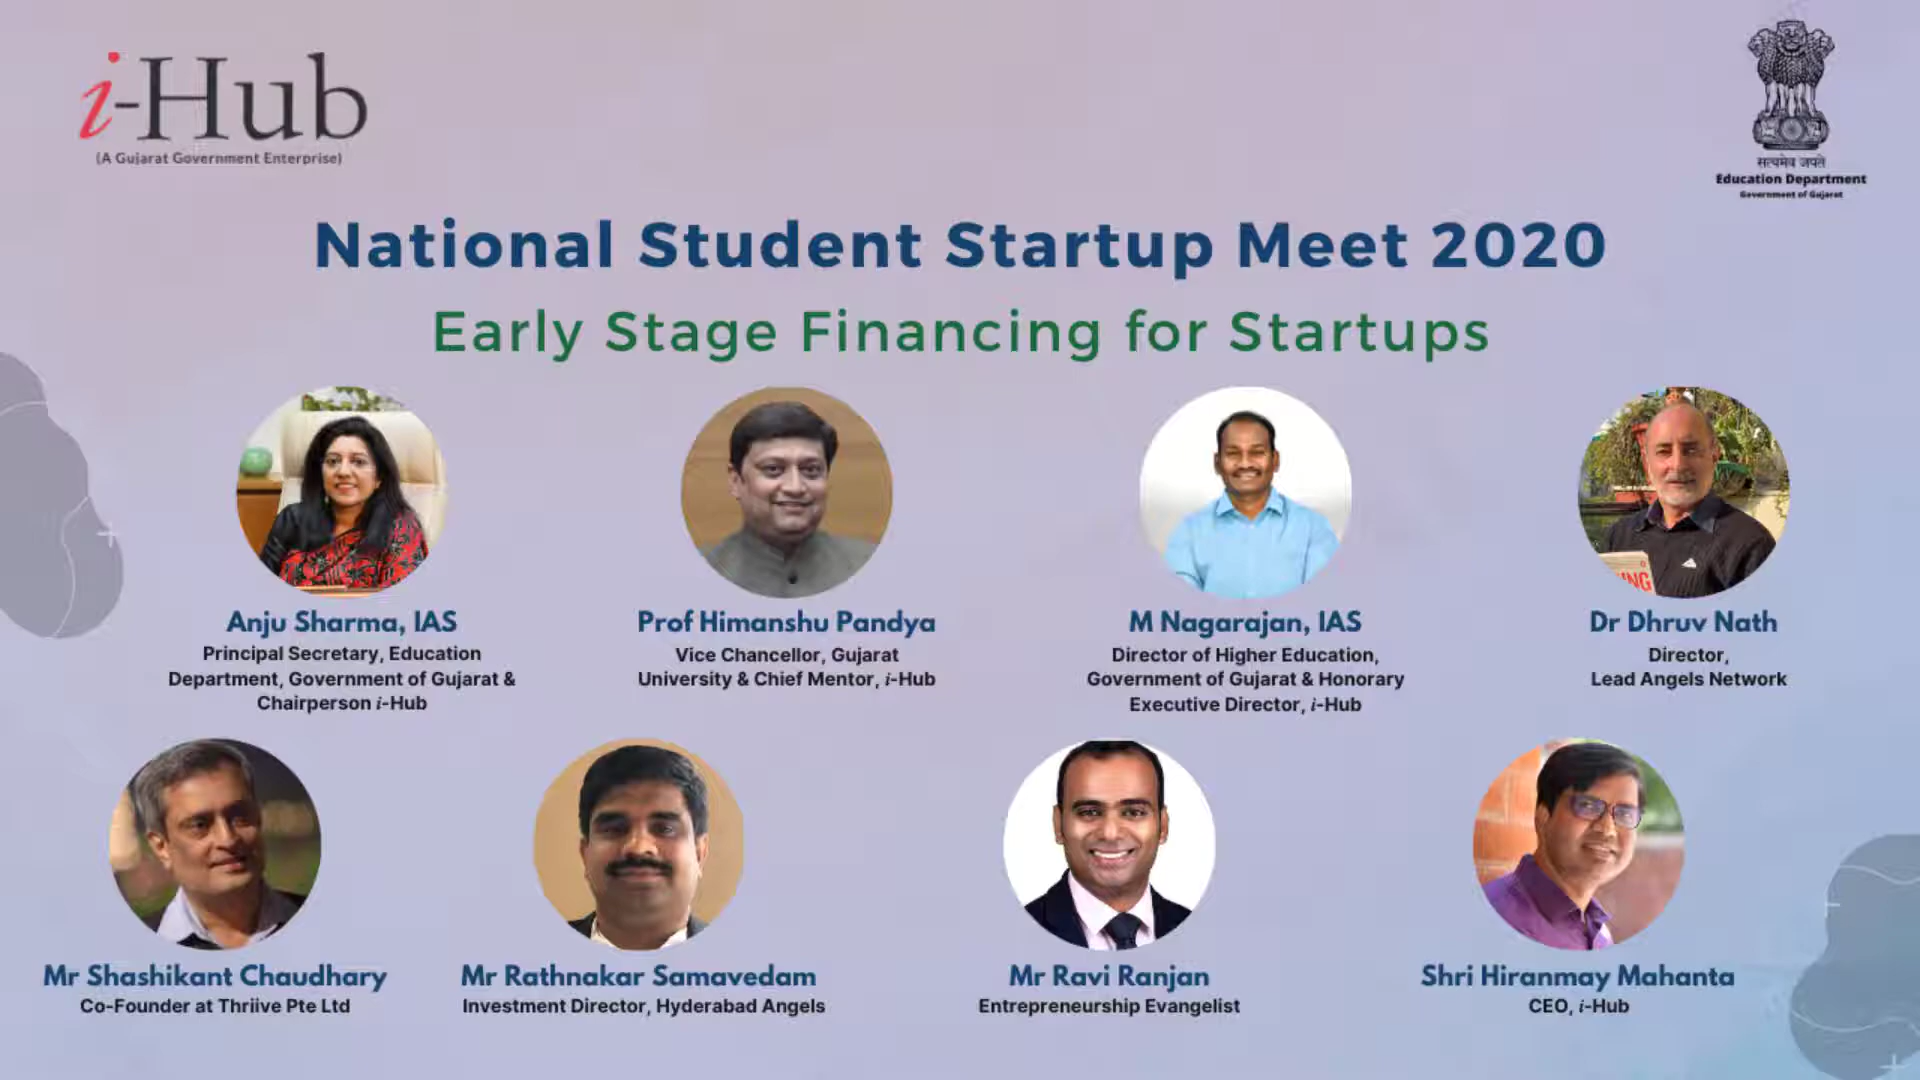 i-Hub
(A Gujarat Government Enterprise)
सत्यमेव जयते
Education Department
Government of Gujarat
National Student Startup Meet 2020
Early Stage Financing for Startups
NG
Anju Sharma, IAS
Principal Secretary, Education
Department, Government of Gujarat &
Chairperson i-Hub
Prof Himanshu Pandya
Vice Chancellor, Gujarat
University & Chief Mentor, i-Hub
M Nagarajan, IAS
Director of Higher Education,
Government of Gujarat & Honorary
Executive Director, i-Hub
Dr Dhruv Nath
Director,
Lead Angels Network
Mr Shashikant Chaudhary
Co-Founder at Thriive Pte Ltd
Mr Rathnakar Samavedam
Investment Director, Hyderabad Angels
Mr Ravi Ranjan
Entrepreneurship Evangelist
Shri Hiranmay Mahanta
CEO, i-Hub